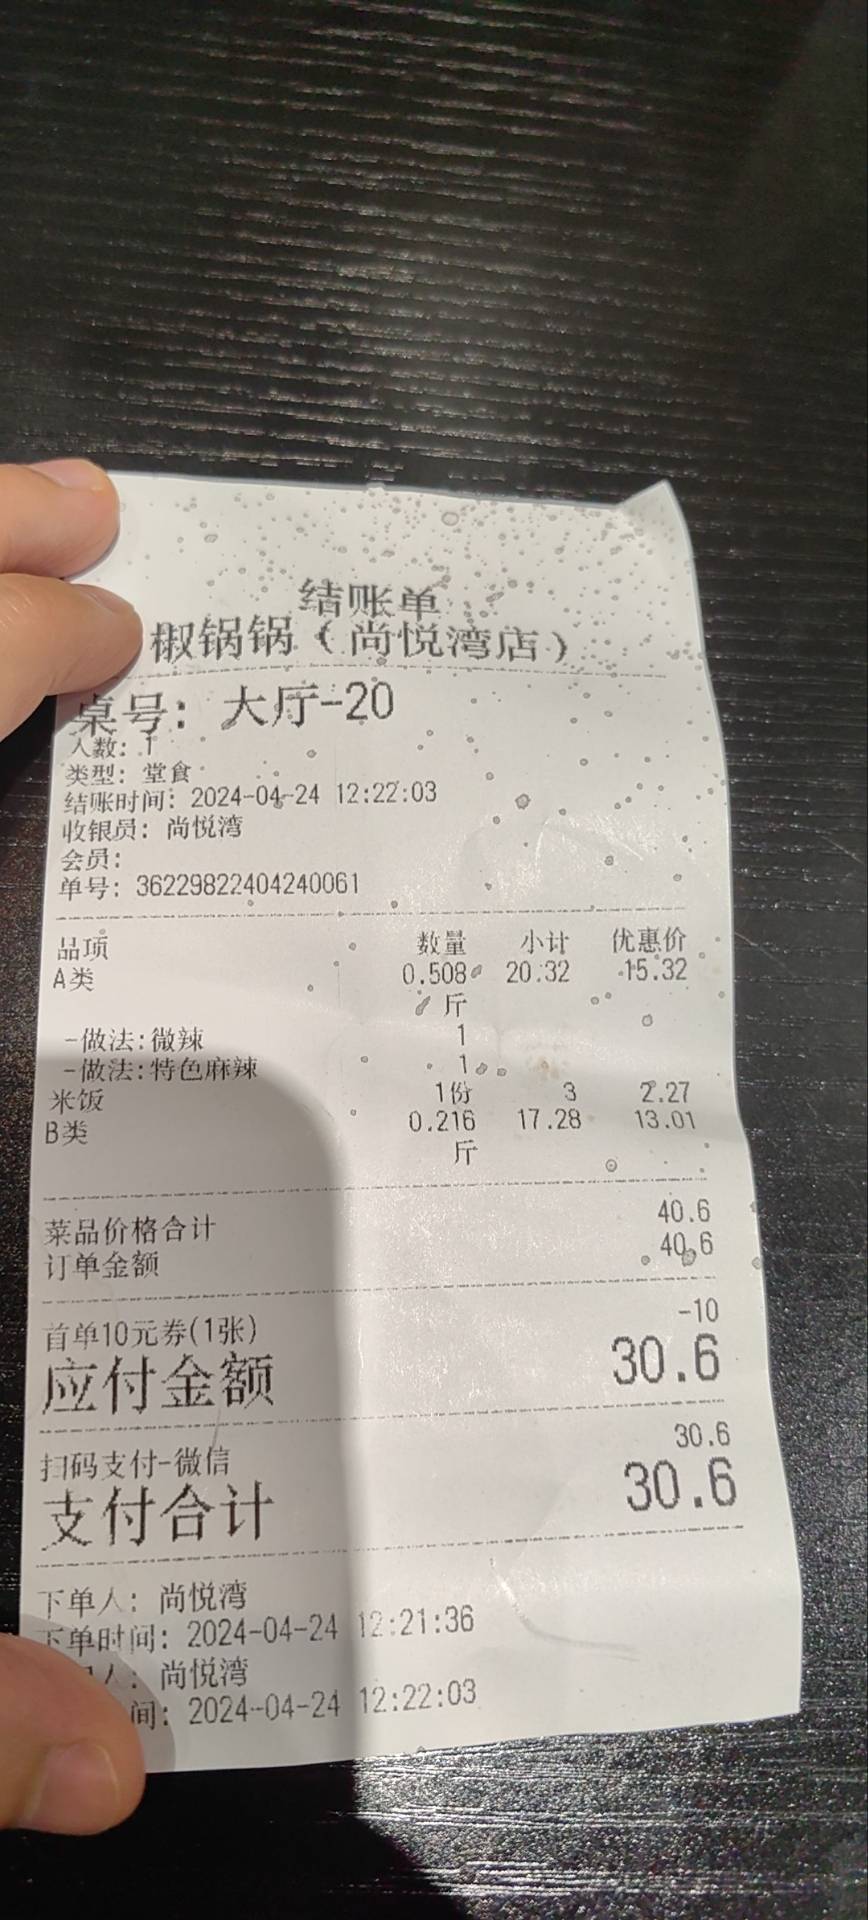 结账单
椒锅锅（尚悦湾店）
桌号：大厅-20
人数：1
类型：堂食
结账时间：2024-04-24 12:22:03
收银员：尚悦湾
会员：
单号：36229822404240061
品项 数量 小计 优惠价
A类 0.508 20.32 15.32
斤
-做法:微辣 1
-做法:特色麻辣 1
米饭 1份 3 2.27
B类 0.216 17.28 13.01
斤
菜品价格合计 40.6
订单金额 40.6
首单10元券(1张) -10
应付金额 30.6
扫码支付-微信 30.6
支付合计 30.6
下单人：尚悦湾
下单时间：2024-04-24 12:21:36
人：尚悦湾
间：2024-04-24 12:22:03